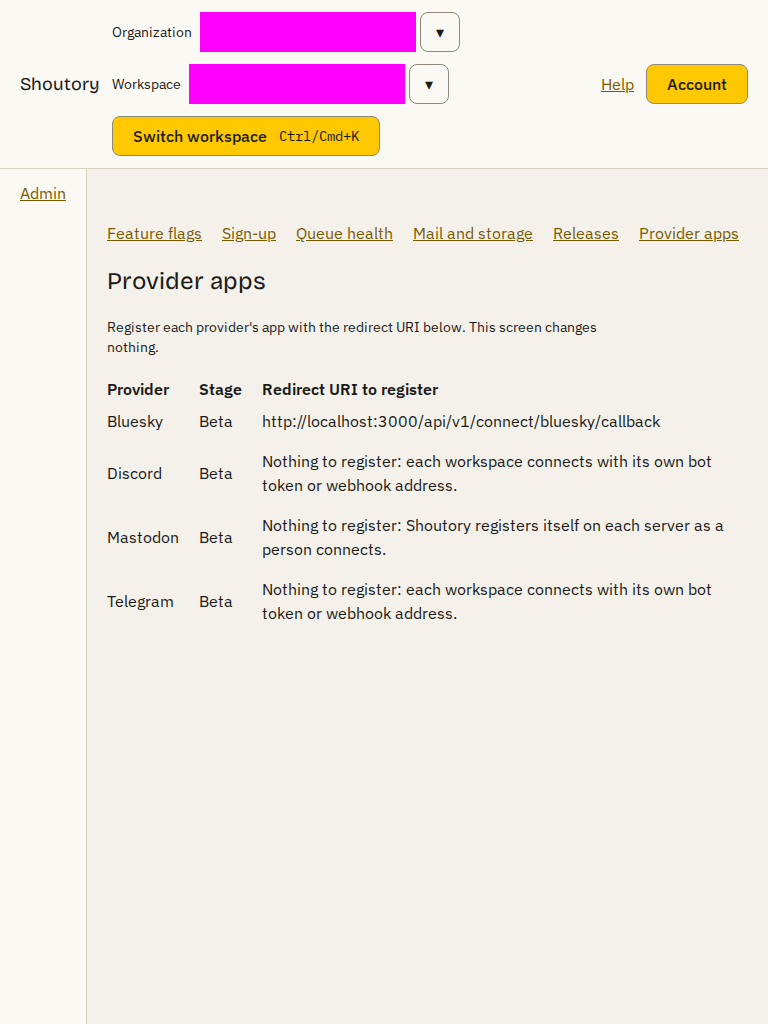 Organization ▼
Shoutory Workspace ▼ Help Account
Switch workspace Ctrl/Cmd+K
Admin
Feature flags Sign-up Queue health Mail and storage Releases Provider apps
Provider apps
Register each provider's app with the redirect URI below. This screen changes
nothing.
Provider Stage Redirect URI to register
Bluesky Beta http://localhost:3000/api/v1/connect/bluesky/callback
Discord Beta Nothing to register: each workspace connects with its own bot
token or webhook address.
Mastodon Beta Nothing to register: Shoutory registers itself on each server as a
person connects.
Telegram Beta Nothing to register: each workspace connects with its own bot
token or webhook address.